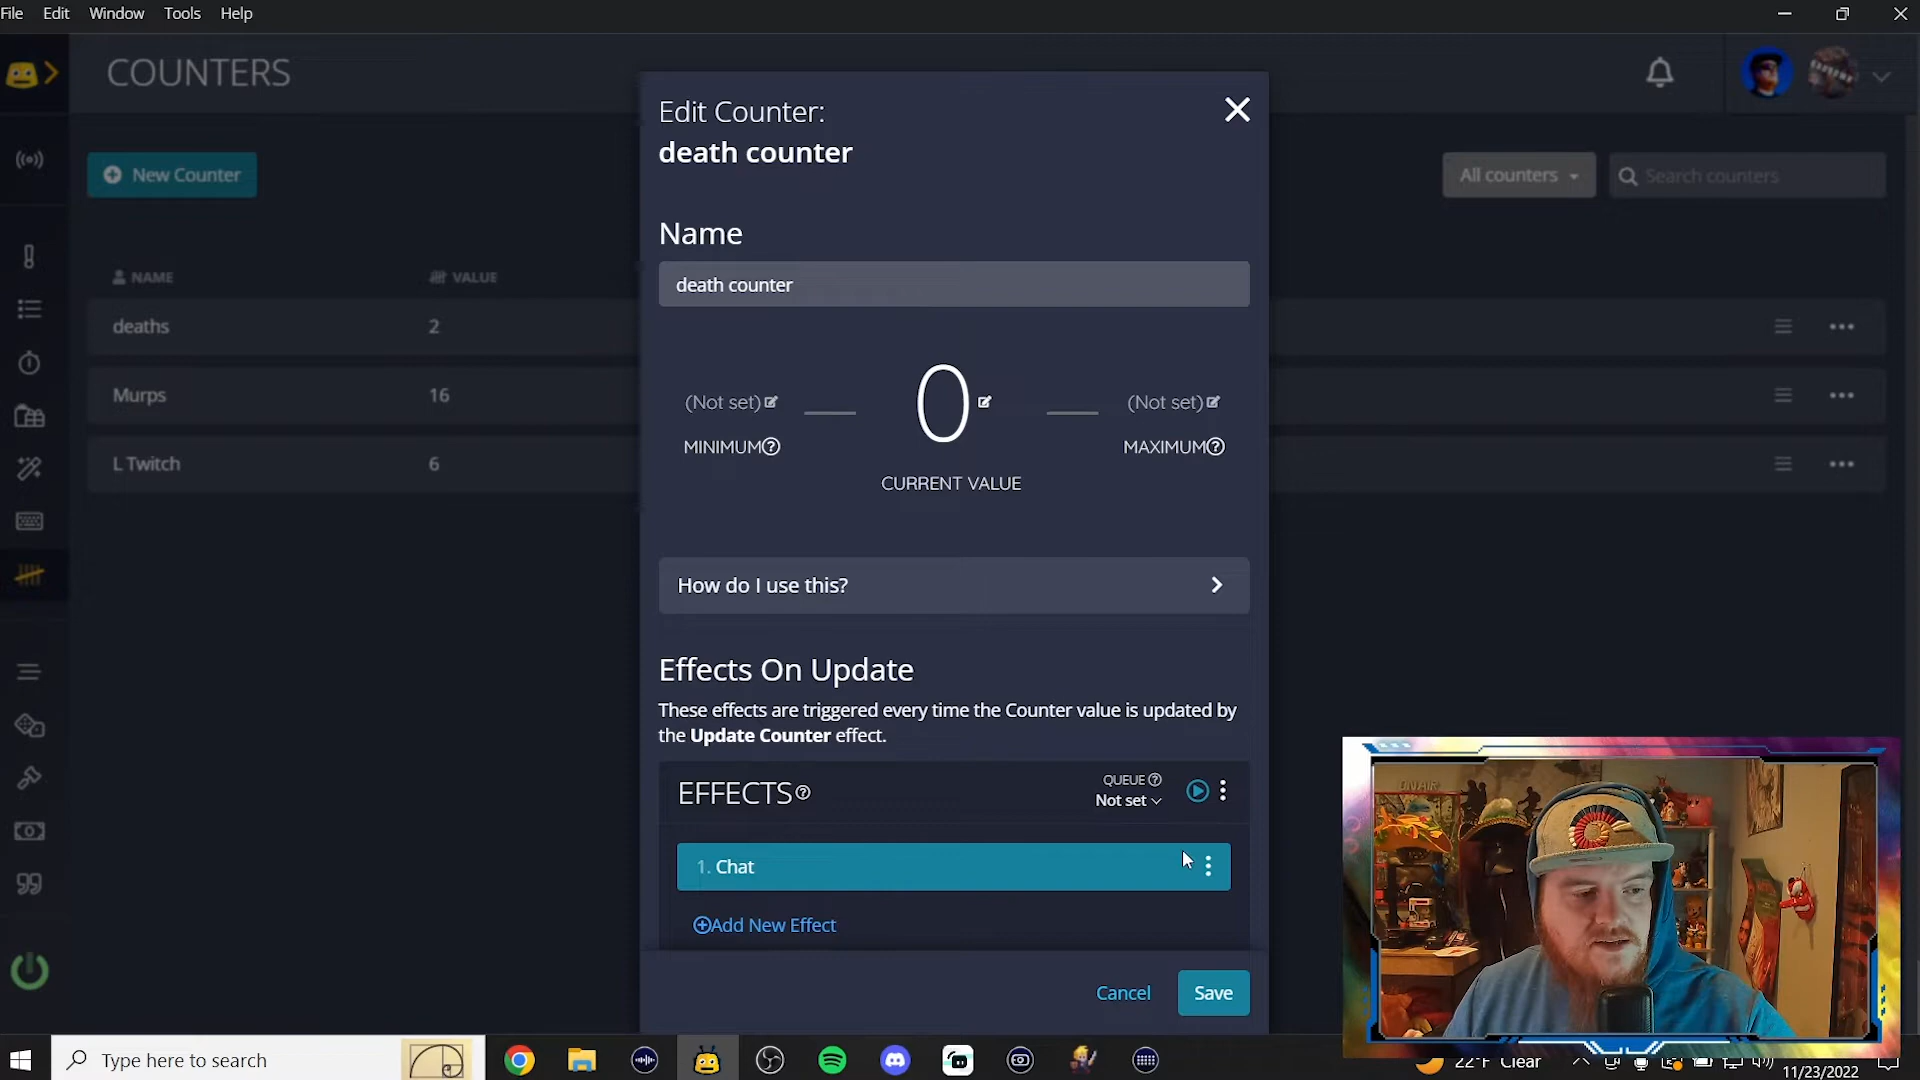 File Edit Window Tools Help
COUNTERS
New Counter
All counters
Search counters
NAME VALUE
deaths 2
Murps 16
L Twitch 6
Edit Counter:
death counter
Name
death counter
(Not set) 0 (Not set)
MINIMUM MAXIMUM
CURRENT VALUE
How do I use this?
Effects On Update
These effects are triggered every time the Counter value is updated by
the Update Counter effect.
EFFECTS
QUEUE
Not set
1. Chat
Add New Effect
Cancel Save
ON AIR
Type here to search
22°F Clear
11/23/2022